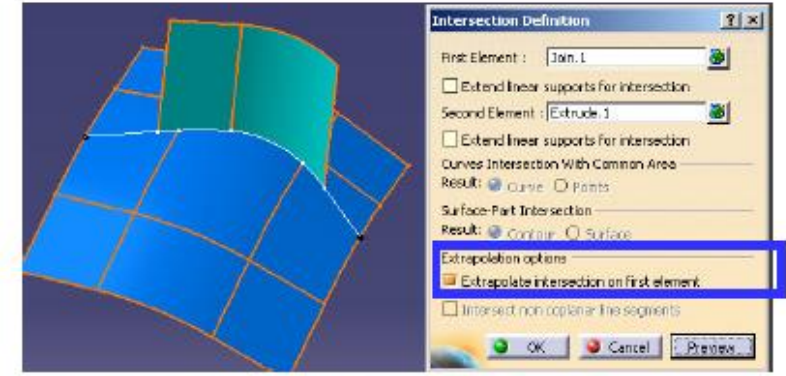 Intersection Definition
? X
First Element : Join.1
Extend linear supports for intersection
Second Element : Extrude.1
Extend linear supports for intersection
Curves Intersection With Common Area
Result: Curve Points
Surface-Part Intersection
Result: Contour Surface
Extrapolation options
Extrapolate intersection on first element
Intersect non coplanar line segments
OK Cancel Preview